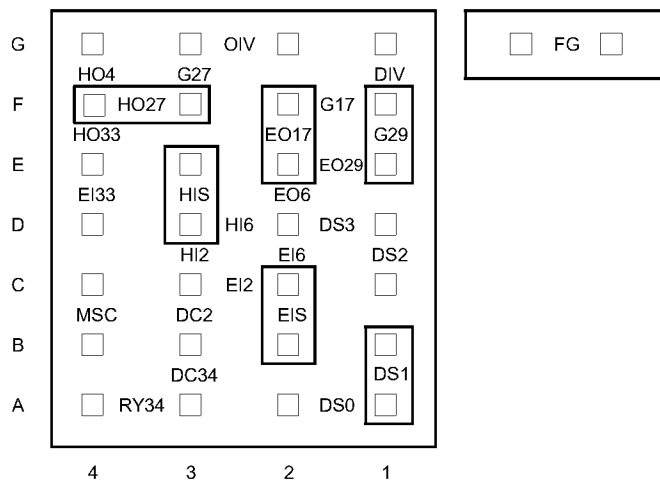 G OIV FG
HO4 G27 DIV
F HO27 G17
HO33 EO17 G29
E EO29
EI33 HIS EO6
D HI6 DS3
HI2 EI6 DS2
C EI2
MSC DC2 EIS
B
DC34 DS1
A RY34 DS0
4 3 2 1